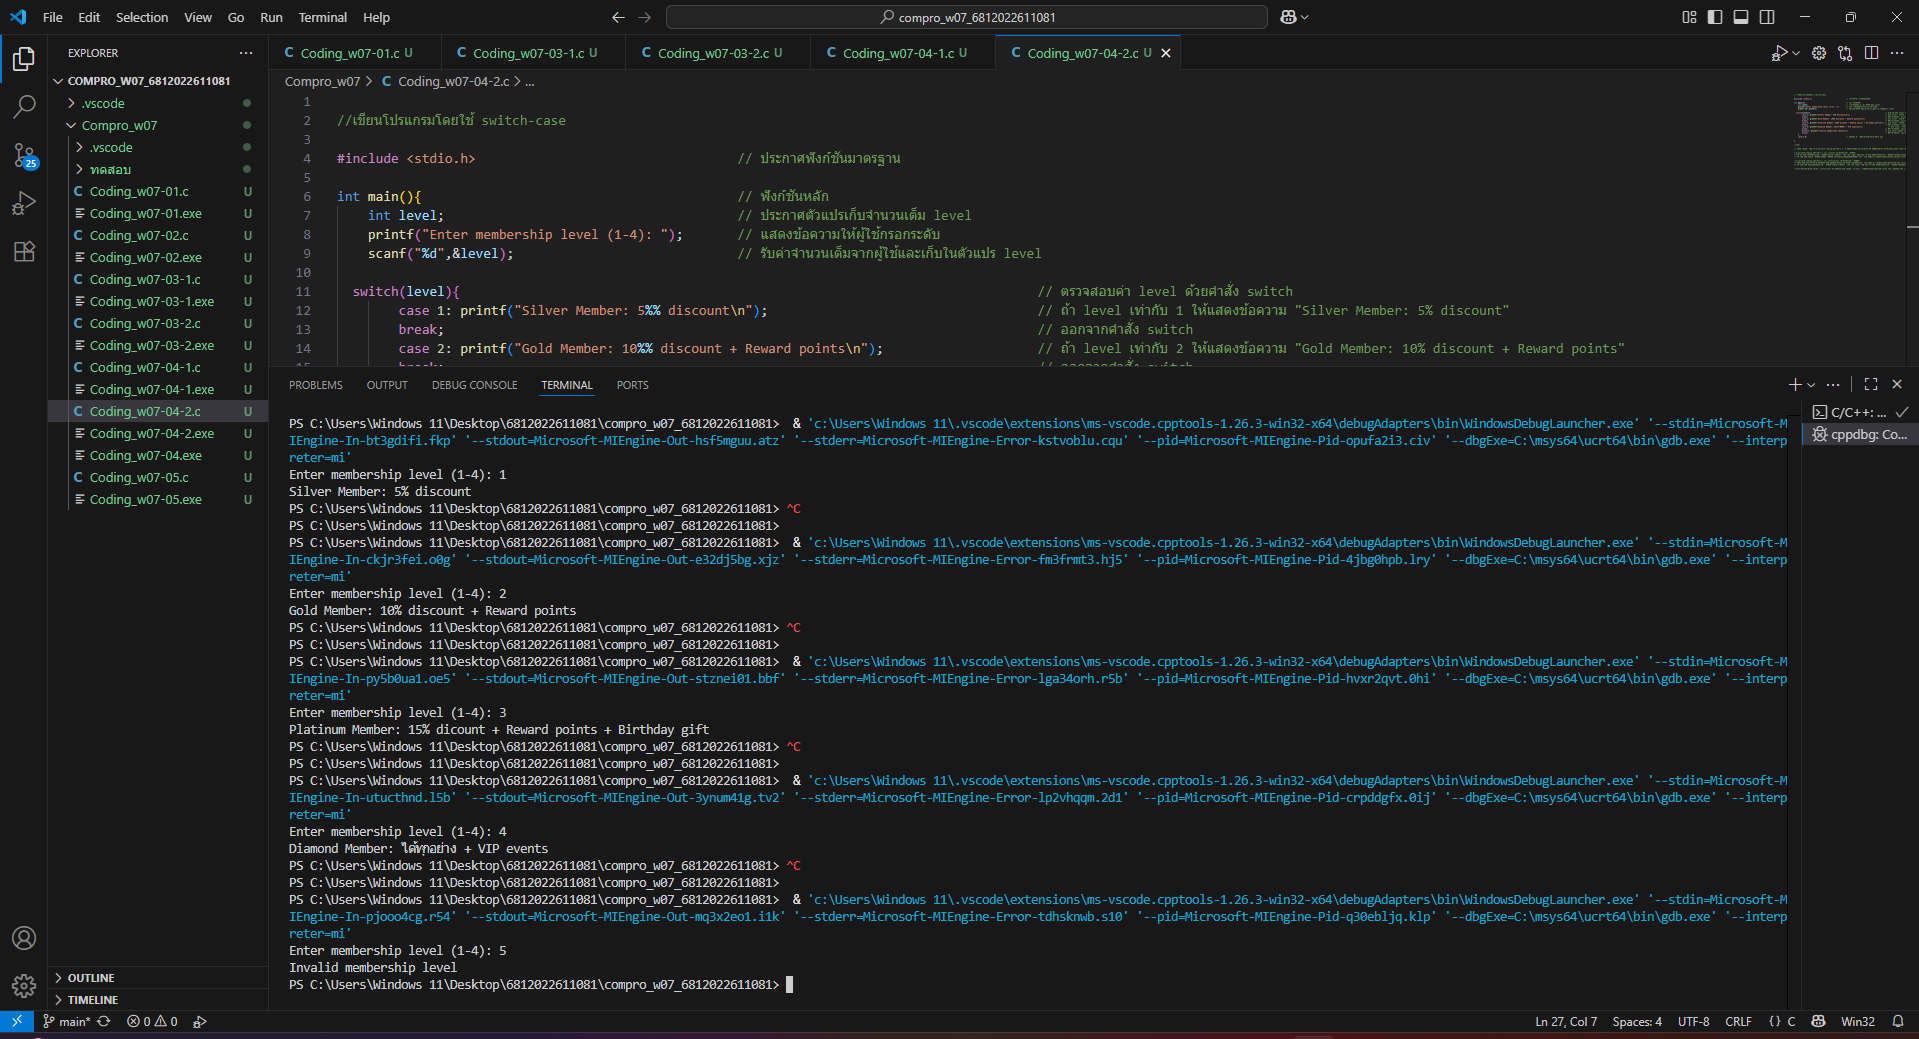 File Edit Selection View Go Run Terminal Help
compro_w07_6812022611081
EXPLORER
COMPRO_W07_6812022611081
.vscode
Compro_w07
.vscode
ทดสอบ
Coding_w07-01.c U
Coding_w07-01.exe U
Coding_w07-02.c U
Coding_w07-02.exe U
Coding_w07-03-1.c U
Coding_w07-03-1.exe U
Coding_w07-03-2.c U
Coding_w07-03-2.exe U
Coding_w07-04-1.c U
Coding_w07-04-1.exe U
Coding_w07-04-2.c U
Coding_w07-04-2.exe U
Coding_w07-04.exe U
Coding_w07-05.c U
Coding_w07-05.exe U
25
OUTLINE
TIMELINE
C Coding_w07-01.c U C Coding_w07-03-1.c U C Coding_w07-03-2.c U C Coding_w07-04-1.c U C Coding_w07-04-2.c U
Compro_w07 > C Coding_w07-04-2.c > ...
1
2 //เขียนโปรแกรมโดยใช้ switch-case
3
4 #include <stdio.h> // ประกาศฟังก์ชันมาตรฐาน
5
6 int main(){ // ฟังก์ชันหลัก
7 int level; // ประกาศตัวแปรเก็บจำนวนเต็ม level
8 printf("Enter membership level (1-4): "); // แสดงข้อความให้ผู้ใช้กรอกระดับ
9 scanf("%d",&level); // รับค่าจำนวนเต็มจากผู้ใช้และเก็บในตัวแปร level
10
11 switch(level){ // ตรวจสอบค่า level ด้วยคำสั่ง switch
12 case 1: printf("Silver Member: 5%% discount\n"); // ถ้า level เท่ากับ 1 ให้แสดงข้อความ "Silver Member: 5% discount"
13 break; // ออกจากคำสั่ง switch
14 case 2: printf("Gold Member: 10%% discount + Reward points\n"); // ถ้า level เท่ากับ 2 ให้แสดงข้อความ "Gold Member: 10% discount + Reward points"
PROBLEMS OUTPUT DEBUG CONSOLE TERMINAL PORTS
PS C:\Users\Windows 11\Desktop\6812022611081\compro_w07_6812022611081> & 'c:\Users\Windows 11\.vscode\extensions\ms-vscode.cpptools-1.26.3-win32-x64\debugAdapters\bin\WindowsDebugLauncher.exe' '--stdin=Microsoft-M
IEngine-In-bt3gdifi.fkp' '--stdout=Microsoft-MIEngine-Out-hsf5mguu.atz' '--stderr=Microsoft-MIEngine-Error-kstvoblu.cqu' '--pid=Microsoft-MIEngine-Pid-opufa2i3.civ' '--dbgExe=C:\msys64\ucrt64\bin\gdb.exe' '--interp
reter=mi'
Enter membership level (1-4): 1
Silver Member: 5% discount
PS C:\Users\Windows 11\Desktop\6812022611081\compro_w07_6812022611081> ^C
PS C:\Users\Windows 11\Desktop\6812022611081\compro_w07_6812022611081>
PS C:\Users\Windows 11\Desktop\6812022611081\compro_w07_6812022611081> & 'c:\Users\Windows 11\.vscode\extensions\ms-vscode.cpptools-1.26.3-win32-x64\debugAdapters\bin\WindowsDebugLauncher.exe' '--stdin=Microsoft-M
IEngine-In-ckjr3fei.o0g' '--stdout=Microsoft-MIEngine-Out-e32dj5bg.xjz' '--stderr=Microsoft-MIEngine-Error-fm3frmt3.hj5' '--pid=Microsoft-MIEngine-Pid-4jbg0hpb.lry' '--dbgExe=C:\msys64\ucrt64\bin\gdb.exe' '--interp
reter=mi'
Enter membership level (1-4): 2
Gold Member: 10% discount + Reward points
PS C:\Users\Windows 11\Desktop\6812022611081\compro_w07_6812022611081> ^C
PS C:\Users\Windows 11\Desktop\6812022611081\compro_w07_6812022611081>
PS C:\Users\Windows 11\Desktop\6812022611081\compro_w07_6812022611081> & 'c:\Users\Windows 11\.vscode\extensions\ms-vscode.cpptools-1.26.3-win32-x64\debugAdapters\bin\WindowsDebugLauncher.exe' '--stdin=Microsoft-M
IEngine-In-py5b0ua1.oe5' '--stdout=Microsoft-MIEngine-Out-stznei01.bbf' '--stderr=Microsoft-MIEngine-Error-lga34orh.r5b' '--pid=Microsoft-MIEngine-Pid-hvxr2qvt.0hi' '--dbgExe=C:\msys64\ucrt64\bin\gdb.exe' '--interp
reter=mi'
Enter membership level (1-4): 3
Platinum Member: 15% dicount + Reward points + Birthday gift
PS C:\Users\Windows 11\Desktop\6812022611081\compro_w07_6812022611081> ^C
PS C:\Users\Windows 11\Desktop\6812022611081\compro_w07_6812022611081>
PS C:\Users\Windows 11\Desktop\6812022611081\compro_w07_6812022611081> & 'c:\Users\Windows 11\.vscode\extensions\ms-vscode.cpptools-1.26.3-win32-x64\debugAdapters\bin\WindowsDebugLauncher.exe' '--stdin=Microsoft-M
IEngine-In-utucthnd.l5b' '--stdout=Microsoft-MIEngine-Out-3ynum41g.tv2' '--stderr=Microsoft-MIEngine-Error-lp2vhqqm.2d1' '--pid=Microsoft-MIEngine-Pid-crpddgfx.0ij' '--dbgExe=C:\msys64\ucrt64\bin\gdb.exe' '--interp
reter=mi'
Enter membership level (1-4): 4
Diamond Member: ได้ทุกอย่าง + VIP events
PS C:\Users\Windows 11\Desktop\6812022611081\compro_w07_6812022611081> ^C
PS C:\Users\Windows 11\Desktop\6812022611081\compro_w07_6812022611081>
PS C:\Users\Windows 11\Desktop\6812022611081\compro_w07_6812022611081> & 'c:\Users\Windows 11\.vscode\extensions\ms-vscode.cpptools-1.26.3-win32-x64\debugAdapters\bin\WindowsDebugLauncher.exe' '--stdin=Microsoft-M
IEngine-In-pjooo4cg.r54' '--stdout=Microsoft-MIEngine-Out-mq3x2eo1.i1k' '--stderr=Microsoft-MIEngine-Error-tdhsknwb.s10' '--pid=Microsoft-MIEngine-Pid-q30ebljq.klp' '--dbgExe=C:\msys64\ucrt64\bin\gdb.exe' '--interp
reter=mi'
Enter membership level (1-4): 5
Invalid membership level
PS C:\Users\Windows 11\Desktop\6812022611081\compro_w07_6812022611081>
C/C++: ...
cppdbg: Co...
main* 0 0 Ln 27, Col 7 Spaces: 4 UTF-8 CRLF {} C Win32